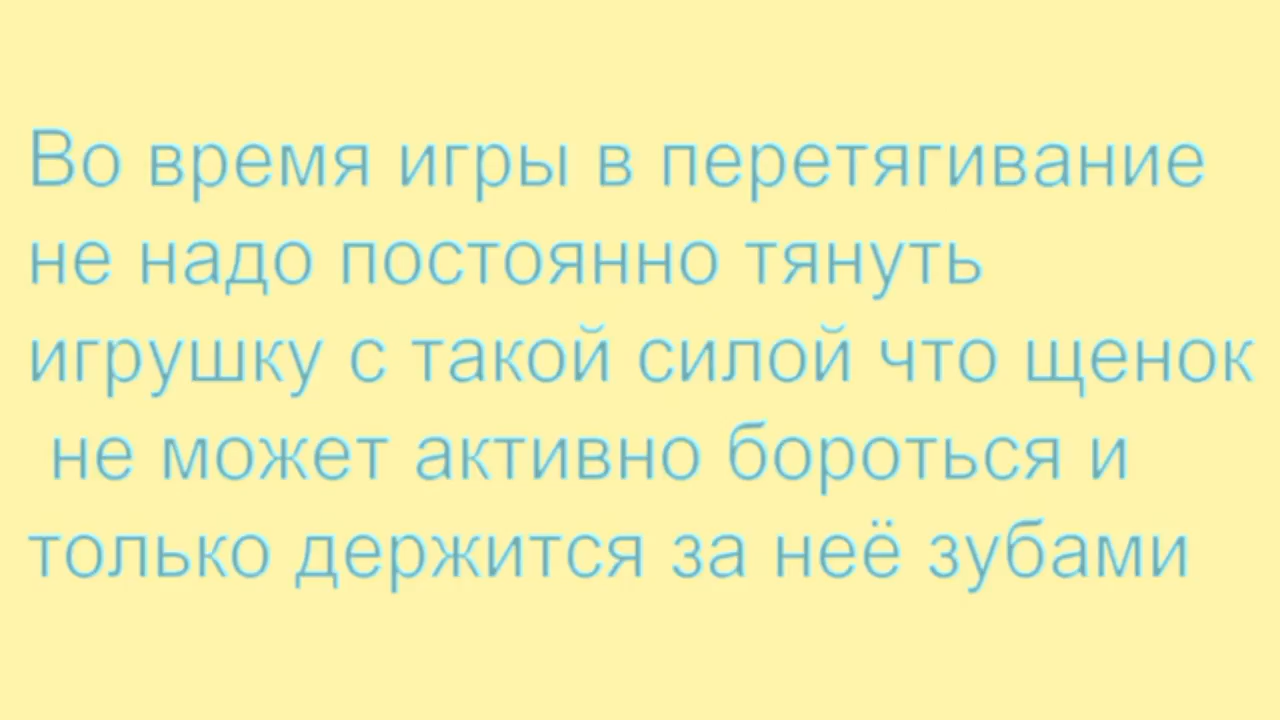 Во время игры в перетягивание
не надо постоянно тянуть
игрушку с такой силой что щенок
не может активно бороться и
только держится за неё зубами